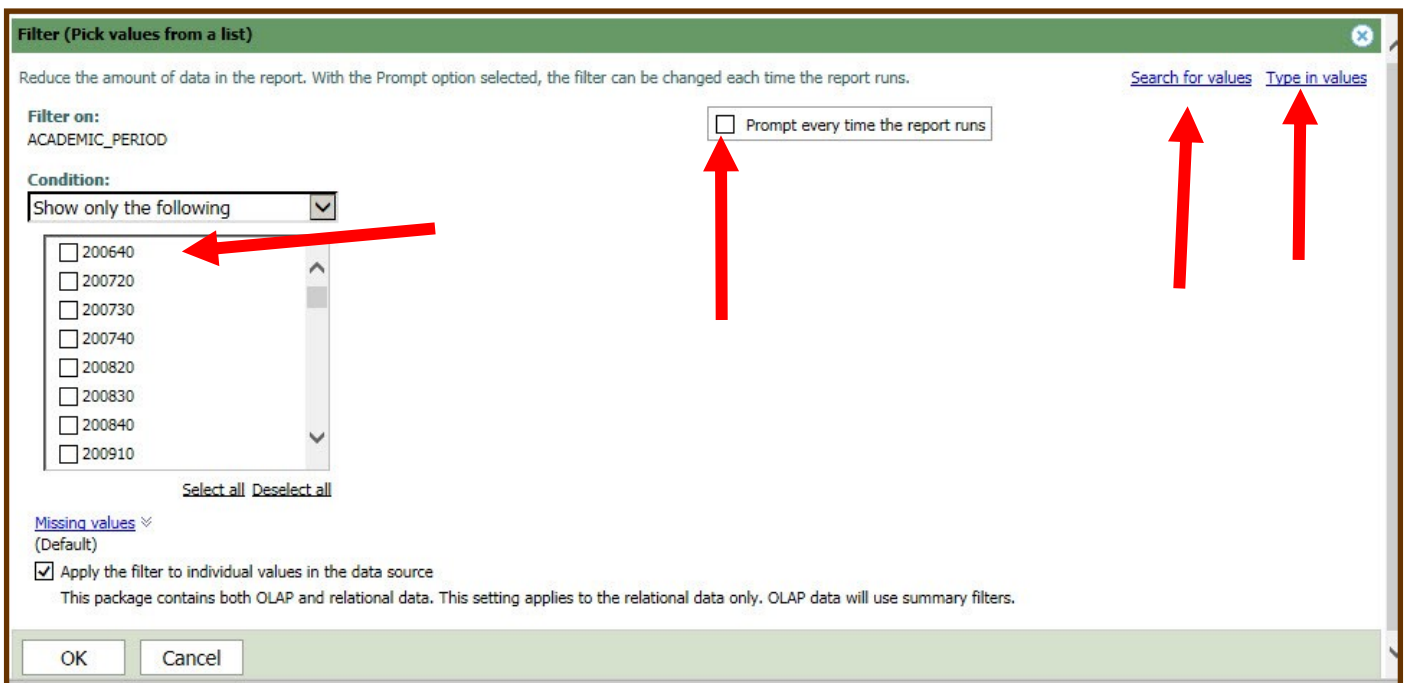 Filter (Pick values from a list)
Reduce the amount of data in the report. With the Prompt option selected, the filter can be changed each time the report runs.
Search for values Type in values
Filter on:
ACADEMIC_PERIOD
Prompt every time the report runs
Condition:
Show only the following
200640
200720
200730
200740
200820
200830
200840
200910
Select all Deselect all
Missing values
(Default)
Apply the filter to individual values in the data source
This package contains both OLAP and relational data. This setting applies to the relational data only. OLAP data will use summary filters.
OK Cancel